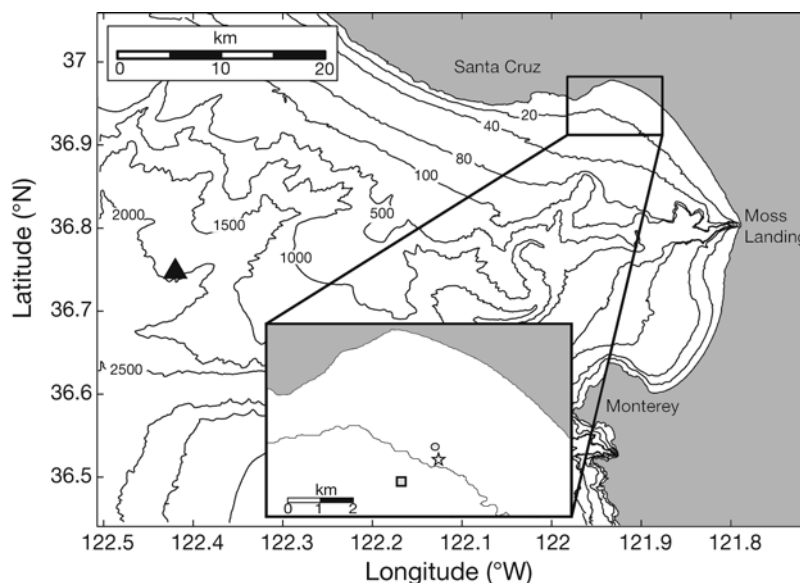 km
0 10 20
Santa Cruz
37
36.9
36.8
36.7
36.6
36.5
Latitude (°N)
20
40
80
100
500
1000
1500
2000
2500
Moss
Landing
Monterey
km
0 1 2
122.5 122.4 122.3 122.2 122.1 122 121.9 121.8
Longitude (°W)